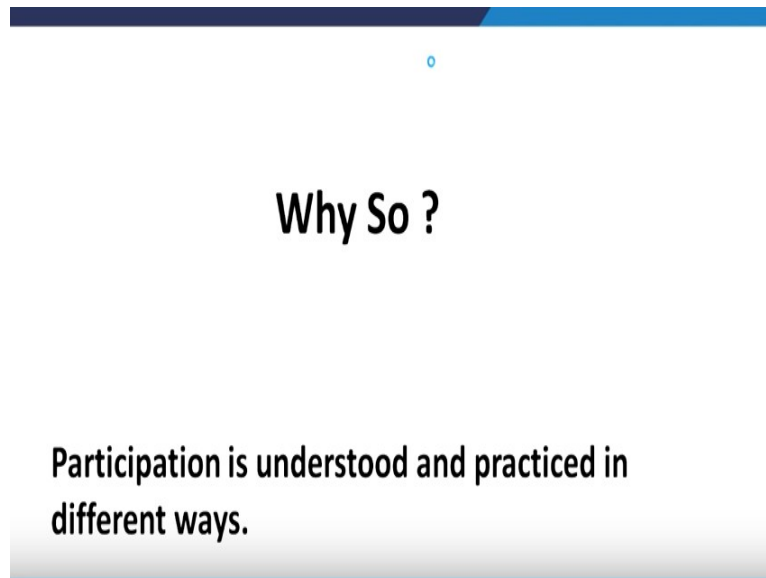 Why So ?
Participation is understood and practiced in
different ways.